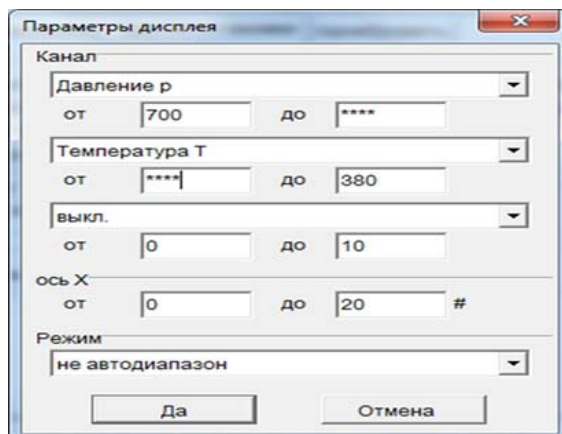 Параметры дисплея
Канал
Давление p
от 700 до ****
Температура T
от **** до 380
выкл.
от 0 до 10
ось X
от 0 до 20 #
Режим
не автодиапазон
Да Отмена